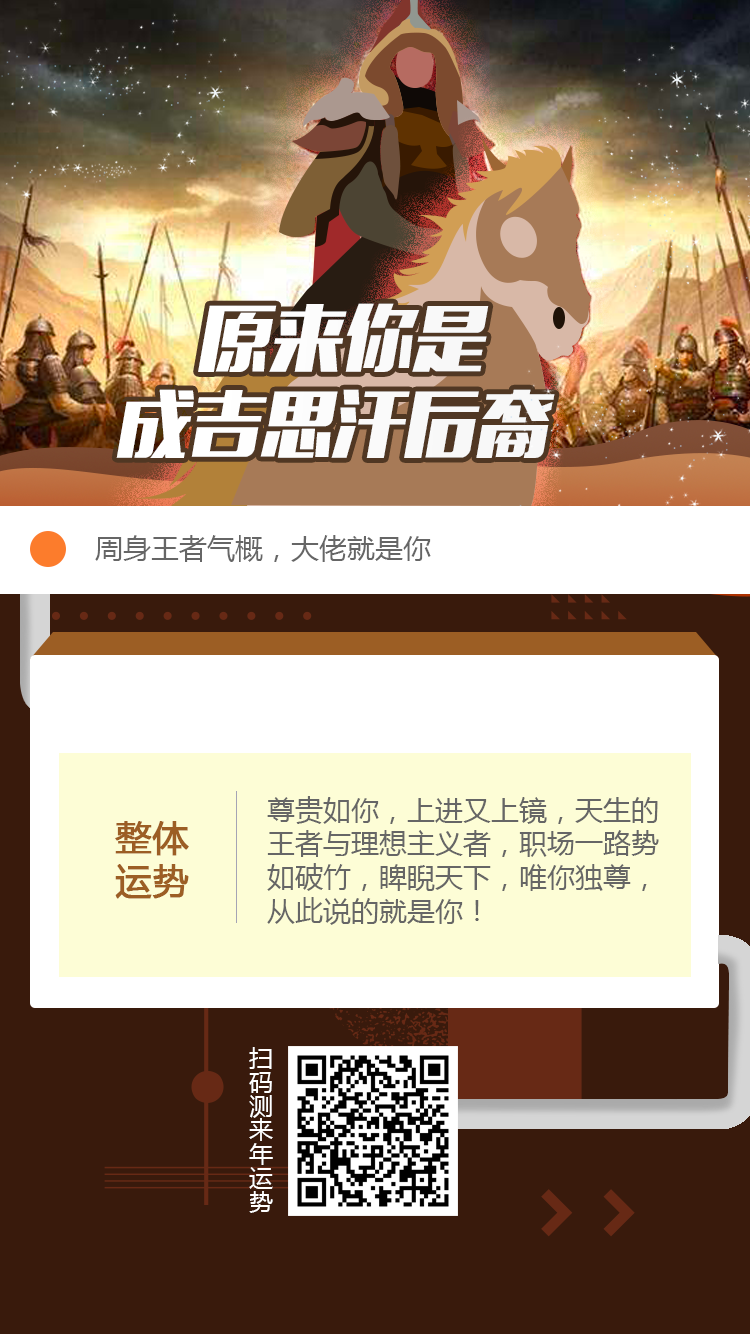 原来你是
成吉思汗后裔
周身王者气概，大佬就是你
整体
运势
尊贵如你，上进又上镜，天生的
王者与理想主义者，职场一路势
如破竹，睥睨天下，唯你独尊，
从此说的就是你！
扫码测来年运势